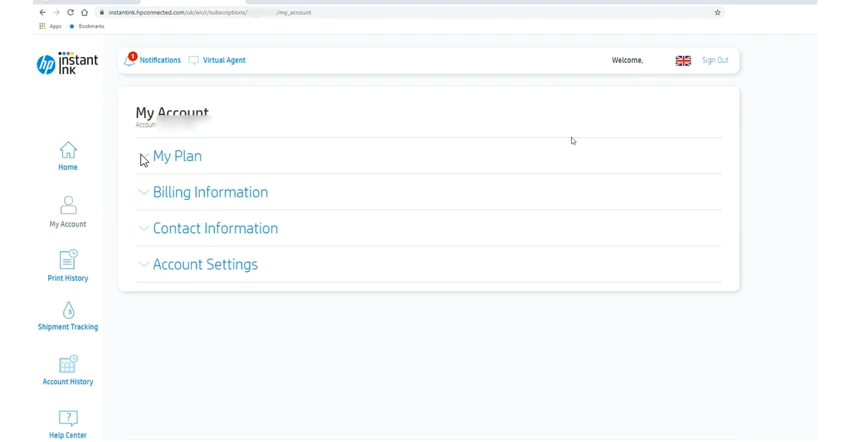 instantink.hpconnected.com/uk/en/r/subscriptions/ /my_account
Apps Bookmarks
hp instant ink
1
Notifications Virtual Agent Welcome, Sign Out
My Account
Accoun
My Plan
Billing Information
Contact Information
Account Settings
Home
My Account
Print History
Shipment Tracking
Account History
?
Help Center